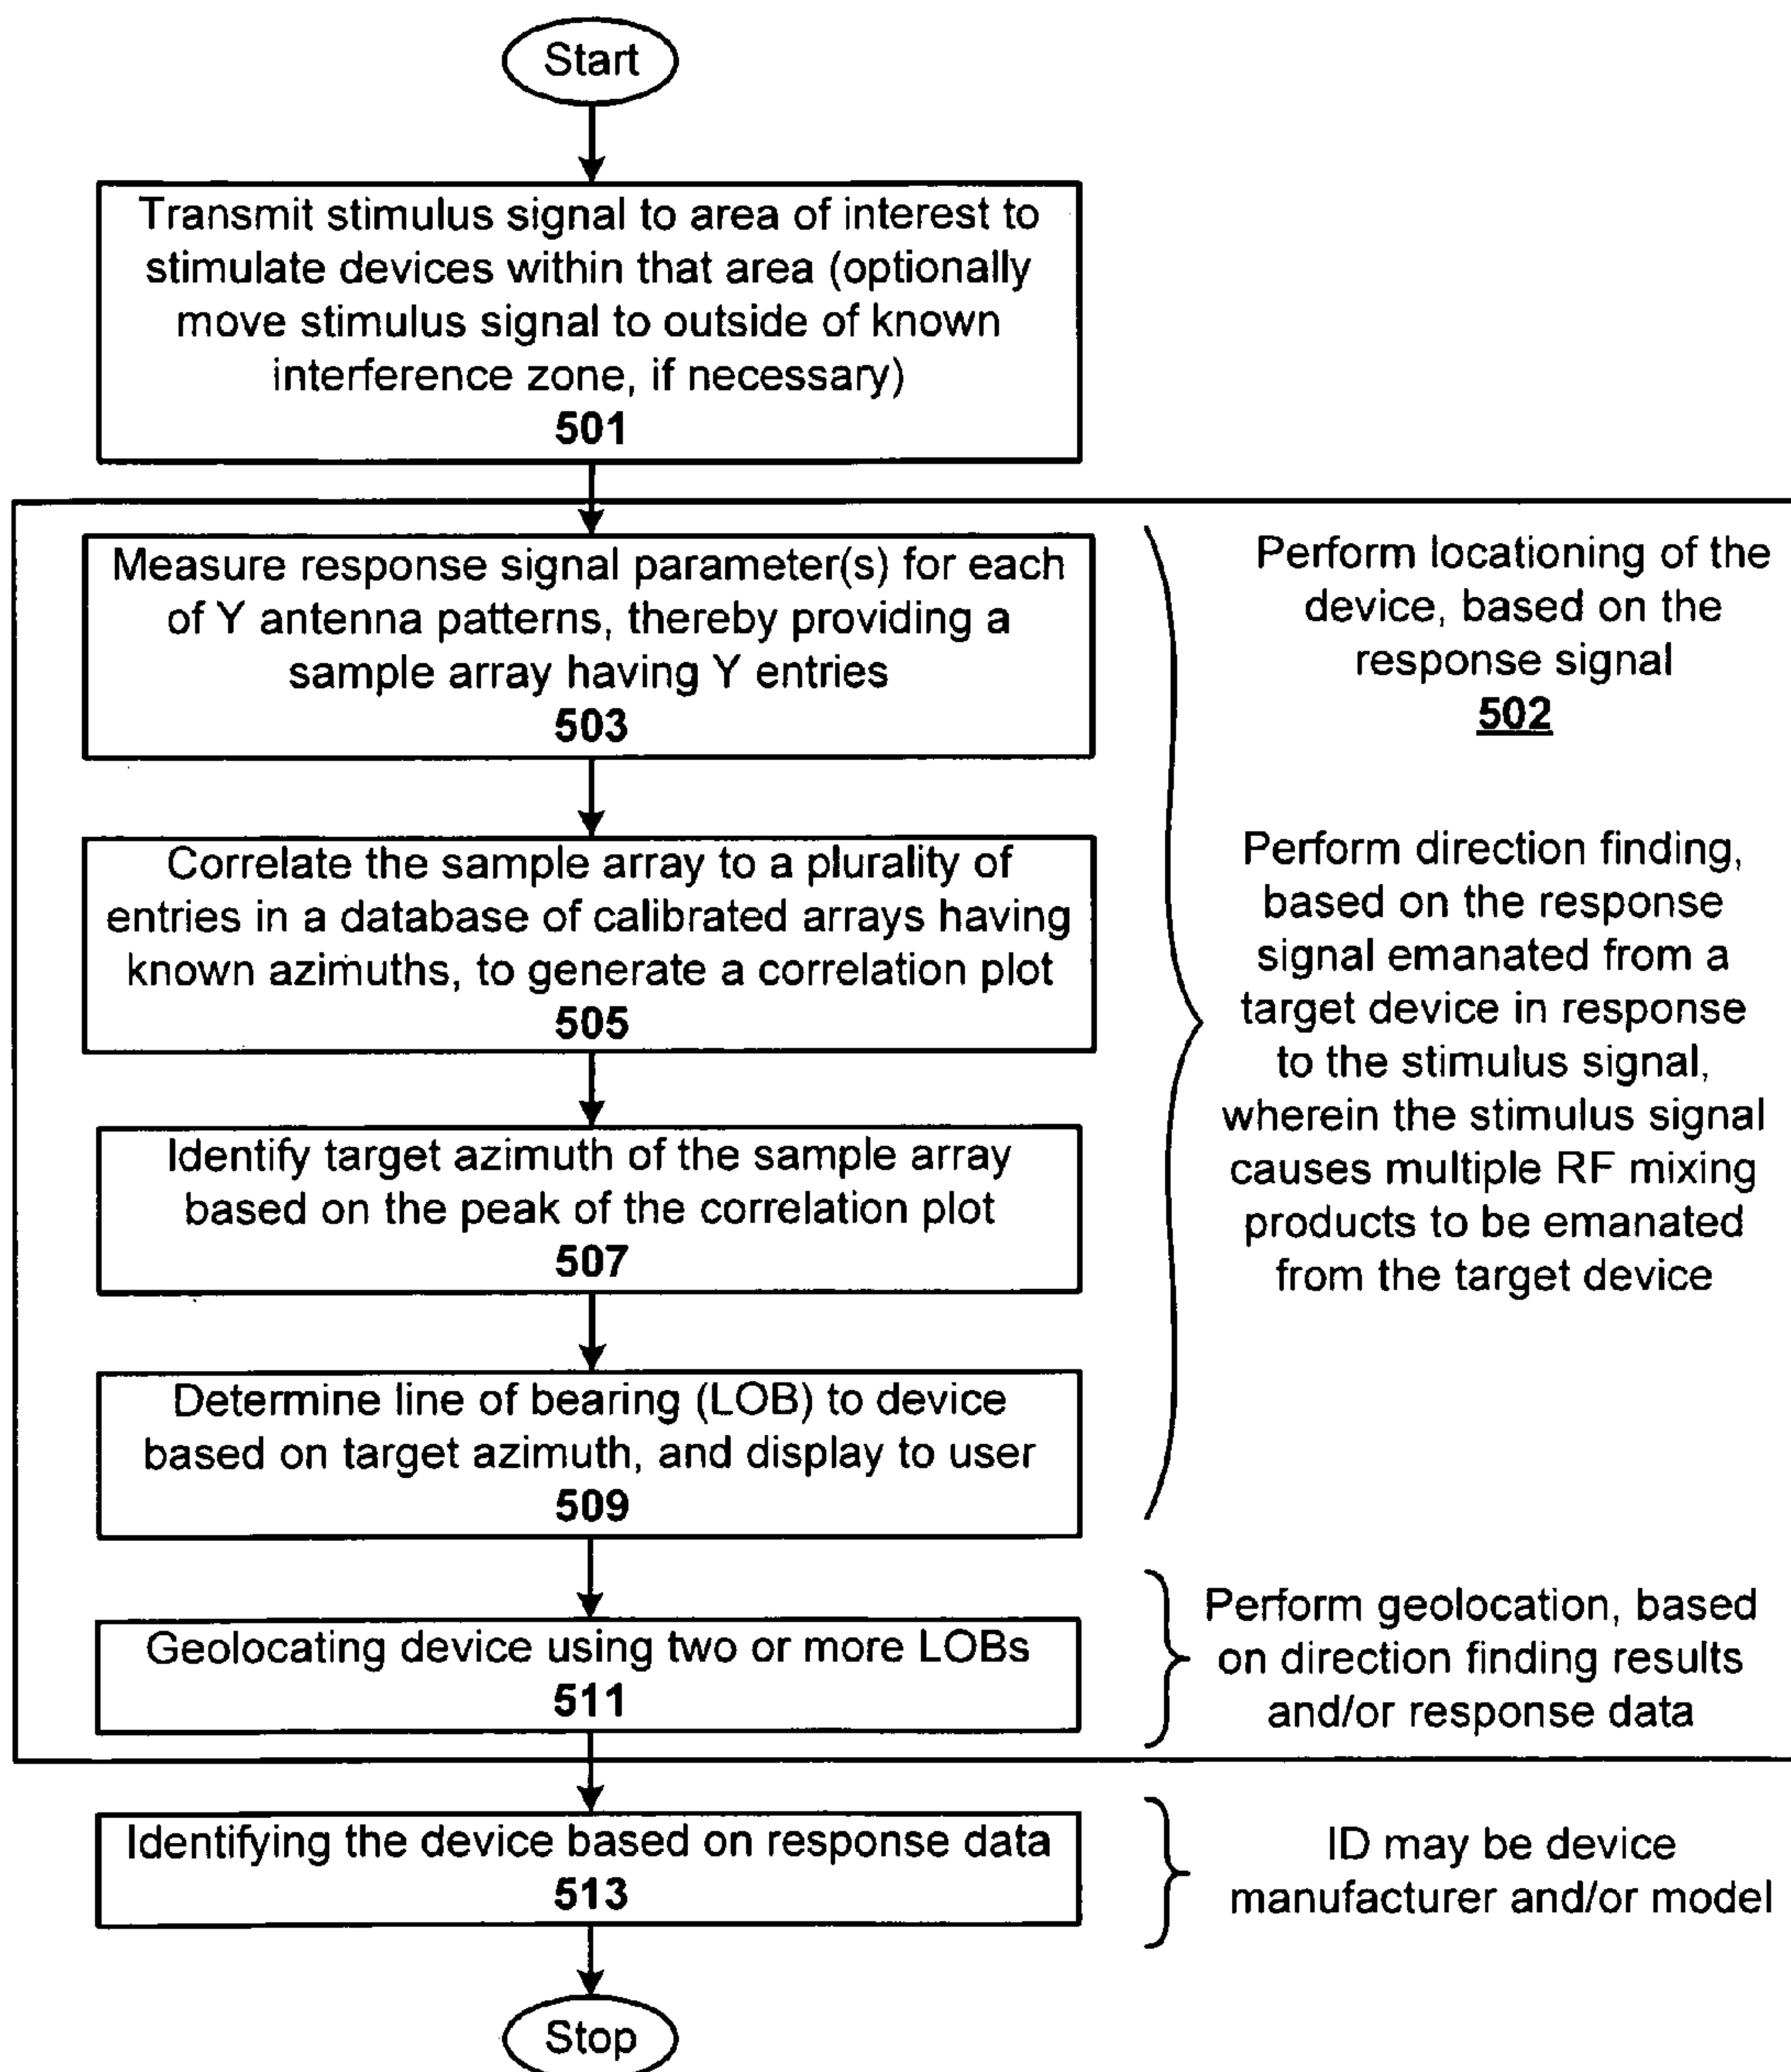 Start
Transmit stimulus signal to area of interest to
stimulate devices within that area (optionally
move stimulus signal to outside of known
interference zone, if necessary)
501
Measure response signal parameter(s) for each
of Y antenna patterns, thereby providing a
sample array having Y entries
503
Perform locationing of the
device, based on the
response signal
502
Correlate the sample array to a plurality of
entries in a database of calibrated arrays having
known azimuths, to generate a correlation plot
505
Identify target azimuth of the sample array
based on the peak of the correlation plot
507
Determine line of bearing (LOB) to device
based on target azimuth, and display to user
509
Perform direction finding,
based on the response
signal emanated from a
target device in response
to the stimulus signal,
wherein the stimulus signal
causes multiple RF mixing
products to be emanated
from the target device
Geolocating device using two or more LOBs
511
Perform geolocation, based
on direction finding results
and/or response data
Identifying the device based on response data
513
ID may be device
manufacturer and/or model
Stop